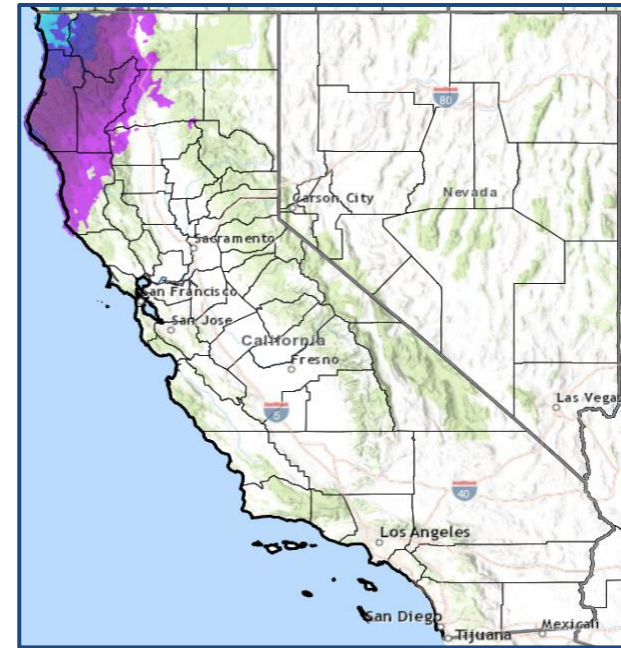 80
Carson City
Nevada
Sacramento
San Francisco
San Jose
California
Fresno
5
Las Vegas
40
Los Angeles
San Diego
Tijuana
Mexicali